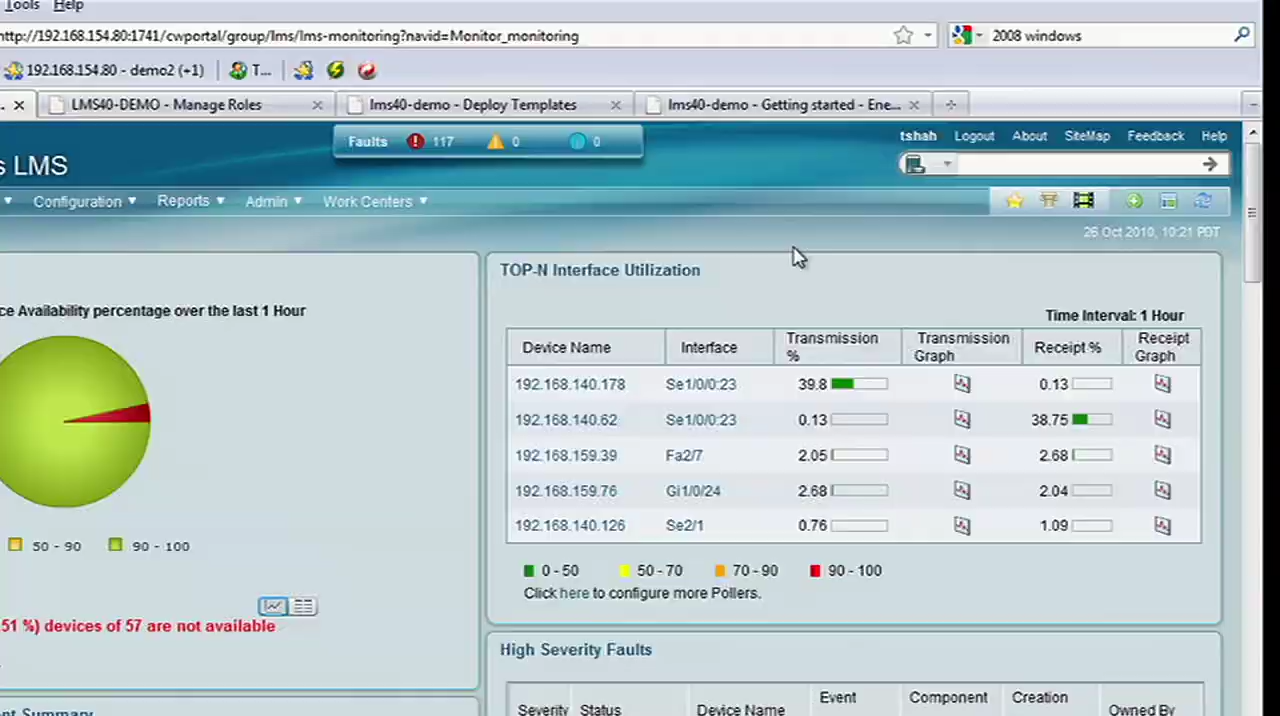 Tools Help
http://192.168.154.80:1741/cwportal/group/lms/lms-monitoring?navid=Monitor_monitoring
2008 windows
192.168.154.80 - demo2 (+1) T...
LMS40-DEMO - Manage Roles
lms40-demo - Deploy Templates
lms40-demo - Getting started - Ene...
Faults 117 0 0
tshah Logout About SiteMap Feedback Help
s LMS
Configuration Reports Admin Work Centers
26 Oct 2010, 10:21 PDT
ce Availability percentage over the last 1 Hour
50 - 90 90 - 100
.51 %) devices of 57 are not available
TOP-N Interface Utilization
Time Interval: 1 Hour
Device Name Interface Transmission % Transmission Graph Receipt % Receipt Graph
192.168.140.178 Se1/0/0:23 39.8 0.13
192.168.140.62 Se1/0/0:23 0.13 38.75
192.168.159.39 Fa2/7 2.05 2.68
192.168.159.76 Gi1/0/24 2.68 2.04
192.168.140.126 Se2/1 0.76 1.09
0 - 50 50 - 70 70 - 90 90 - 100
Click here to configure more Pollers.
High Severity Faults
Severity Status Device Name Event Component Creation Owned By
nt Summary